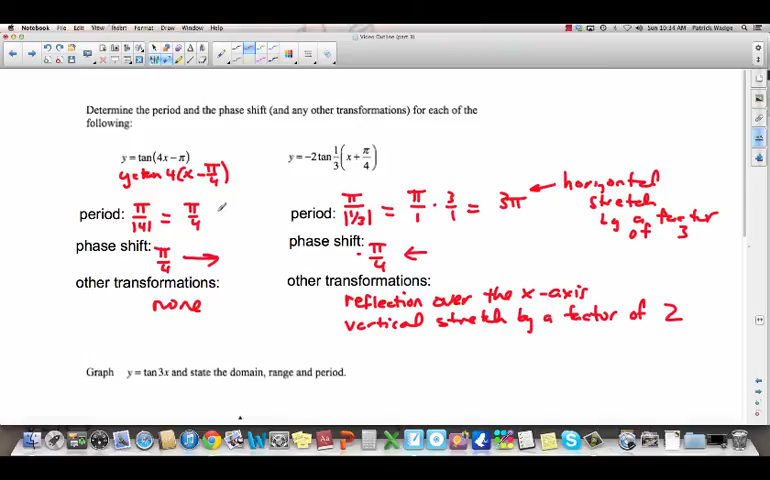 Notebook File Edit View Insert Format Draw Window Help Sun 10:14 AM Patrick Wadge
Video Outline (part 3)
Determine the period and the phase shift (and any other transformations) for each of the
following:
y = tan(4x − π)
y = tan 4(x − π/4)
period: π/|4| = π/4
phase shift: π/4 →
other transformations:
none
y = −2 tan 1/3 (x + π/4)
period: π/|1/3| = π/1 · 3/1 = 3π ← horizontal
stretch
by a factor
of 3
phase shift: - π/4 ←
other transformations:
reflection over the x-axis
vertical stretch by a factor of 2
Graph y = tan 3x and state the domain, range and period.